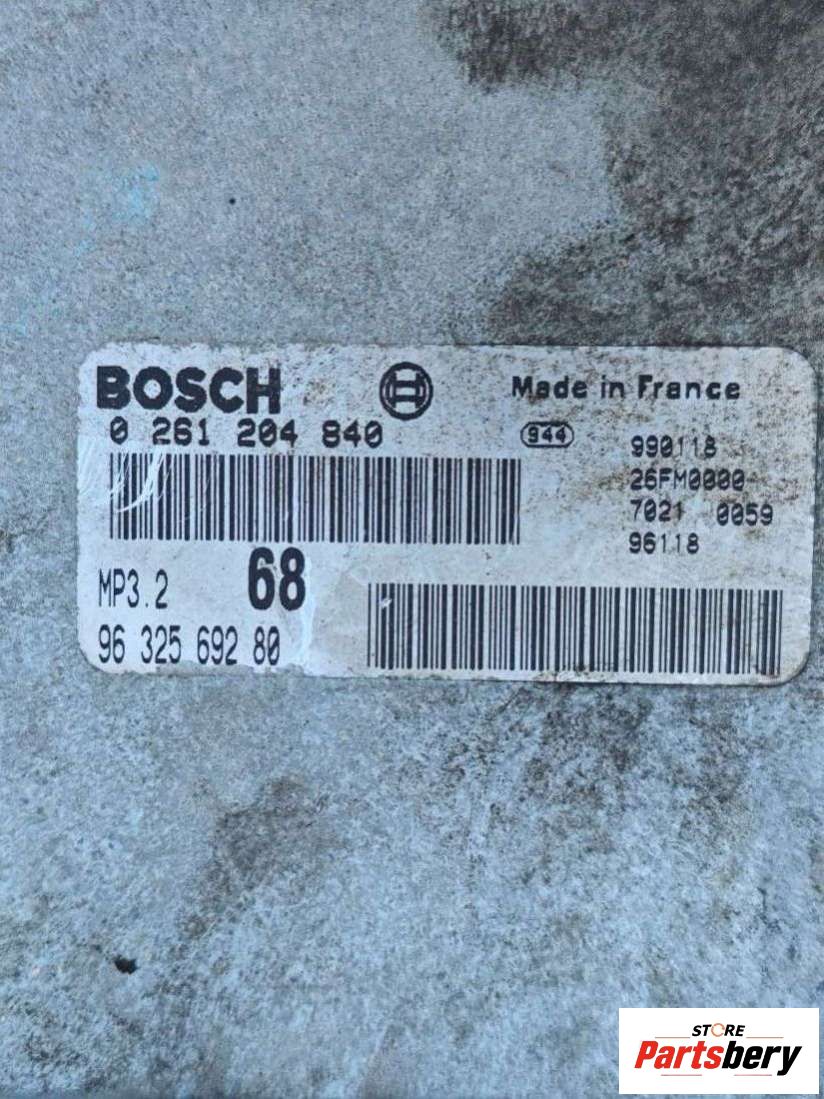 BOSCH
Made in France
0 261 204 840
944
990118
26FM0000
7021 0059
96118
MP3.2
68
96 325 692 80
STORE
Partsbery